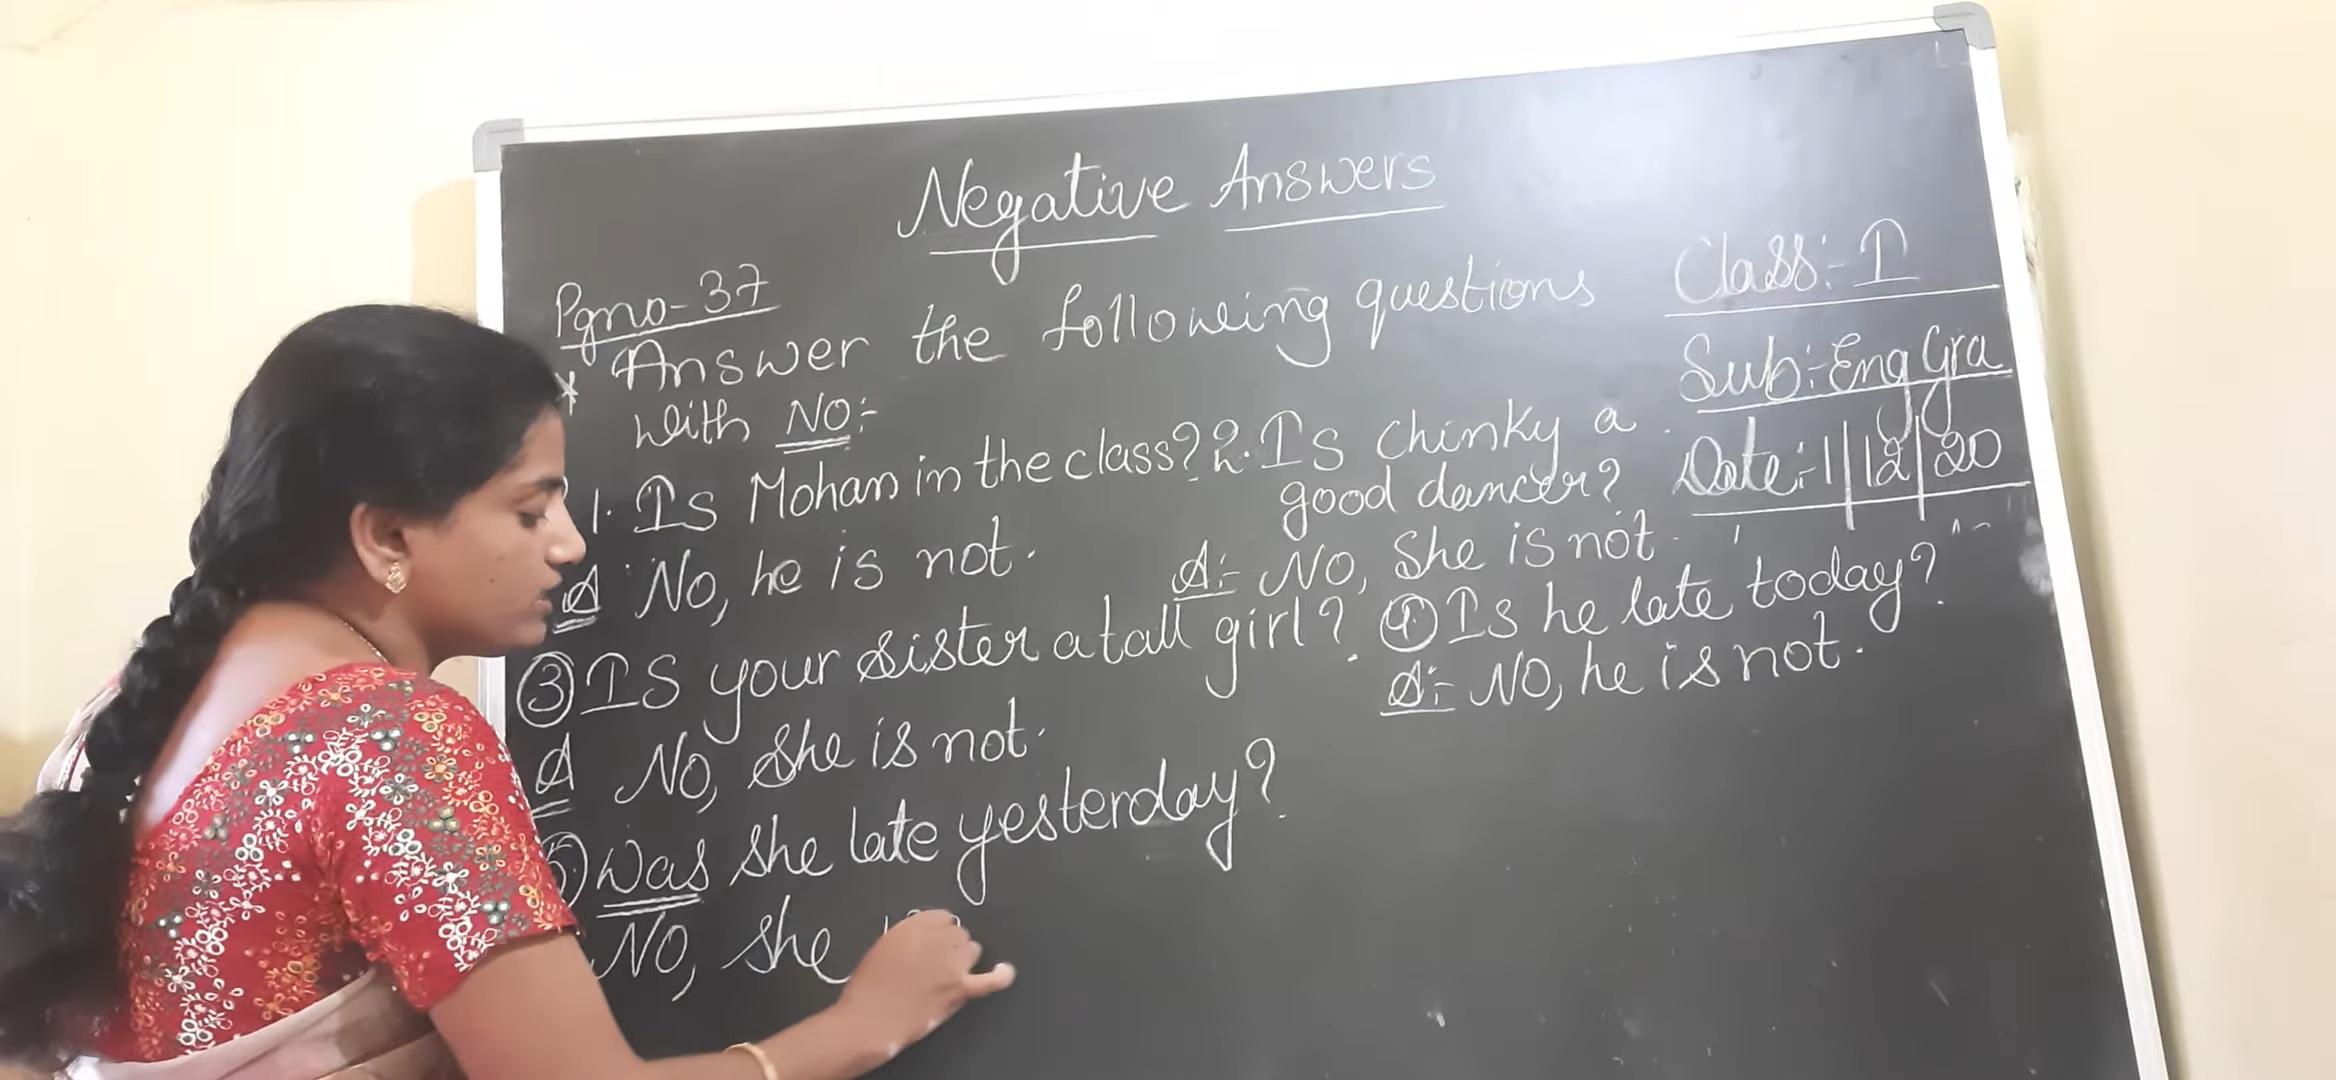 Negative Answers
Class:- I
Sub:- Eng Gra
Date:- 1/12/20
Pgno-37
* Answer the following questions
with NO:-
1. Is Mohan in the class?
A No, he is not.
2. Is Chinky a
good dancer?
A:- No, She is not.
③ Is your sister a tall girl?
A No, She is not.
④ Is he late today?
A:- No, he is not.
⑤ Was she late yesterday?
No, she